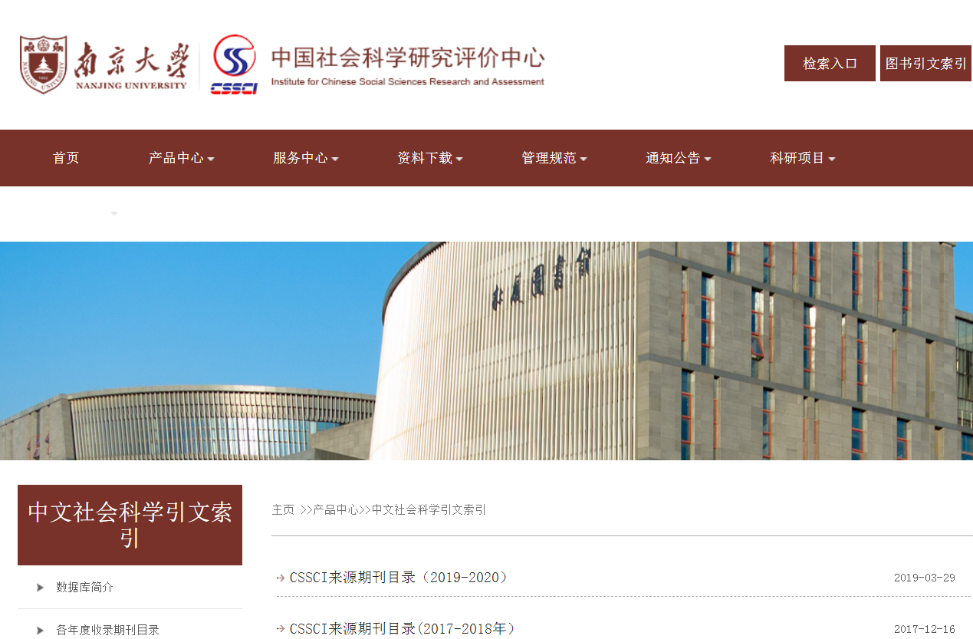 南京大学
NANJING UNIVERSITY
CSSCI
中国社会科学研究评价中心
Institute for Chinese Social Sciences Research and Assessment
检索入口
图书引文索引
首页
产品中心
服务中心
资料下载
管理规范
通知公告
科研项目
杜厦图书馆
中文社会科学引文索
引
主页 >>产品中心>>中文社会科学引文索引
数据库简介
各年度收录期刊目录
CSSCI来源期刊目录（2019-2020）
2019-03-29
CSSCI来源期刊目录(2017-2018年)
2017-12-16